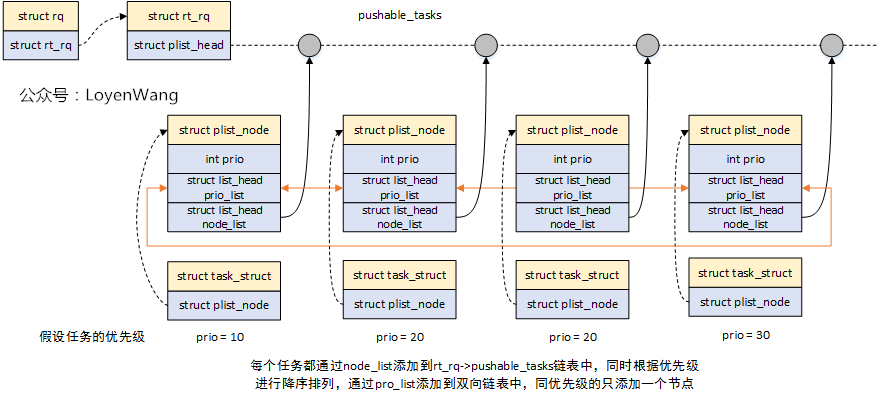 struct rq
struct rt_rq
pushable_tasks
struct rt_rq
struct plist_head
公众号：LoyenWang
struct plist_node
struct plist_node
struct plist_node
struct plist_node
int prio
int prio
int prio
int prio
struct list_head
prio_list
struct list_head
prio_list
struct list_head
prio_list
struct list_head
prio_list
struct list_head
node_list
struct list_head
node_list
struct list_head
node_list
struct list_head
node_list
struct task_struct
struct task_struct
struct task_struct
struct task_struct
struct plist_node
struct plist_node
struct plist_node
struct plist_node
假设任务的优先级
prio = 10
prio = 20
prio = 20
prio = 30
每个任务都通过node_list添加到rt_rq->pushable_tasks链表中，同时根据优先级
进行降序排列，通过pro_list添加到双向链表中，同优先级的只添加一个节点